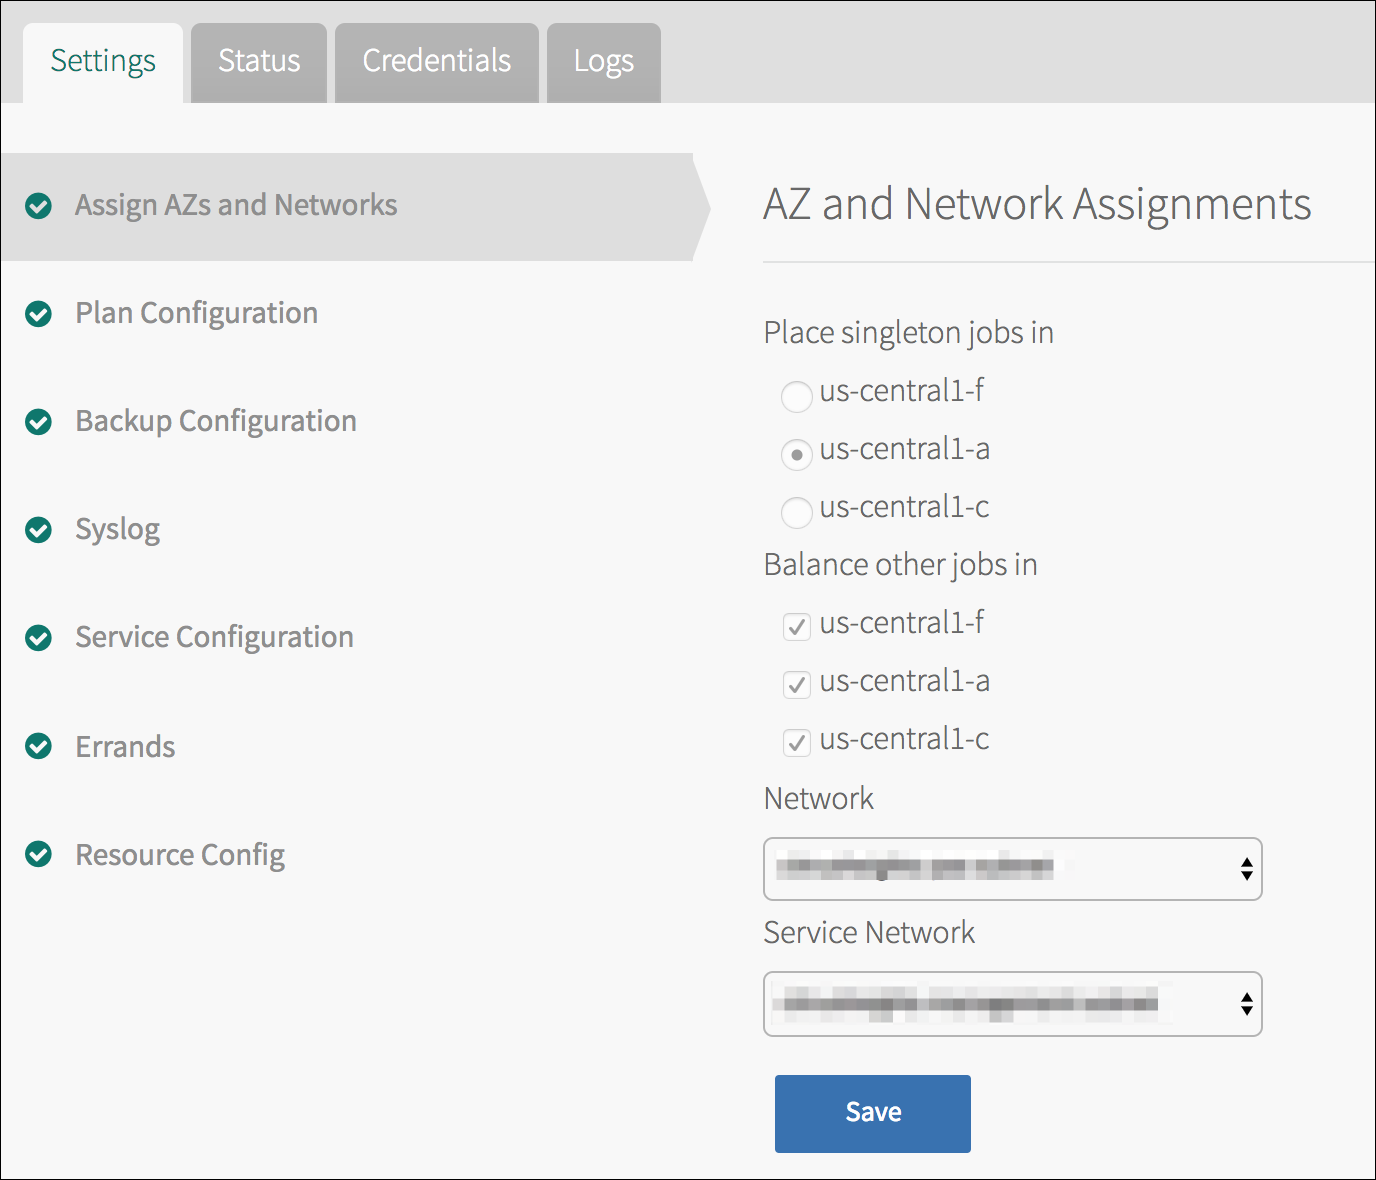 Settings
Status
Credentials
Logs
Assign AZs and Networks
Plan Configuration
Backup Configuration
Syslog
Service Configuration
Errands
Resource Config
AZ and Network Assignments
Place singleton jobs in
us-central1-f
us-central1-a
us-central1-c
Balance other jobs in
us-central1-f
us-central1-a
us-central1-c
Network
Service Network
Save